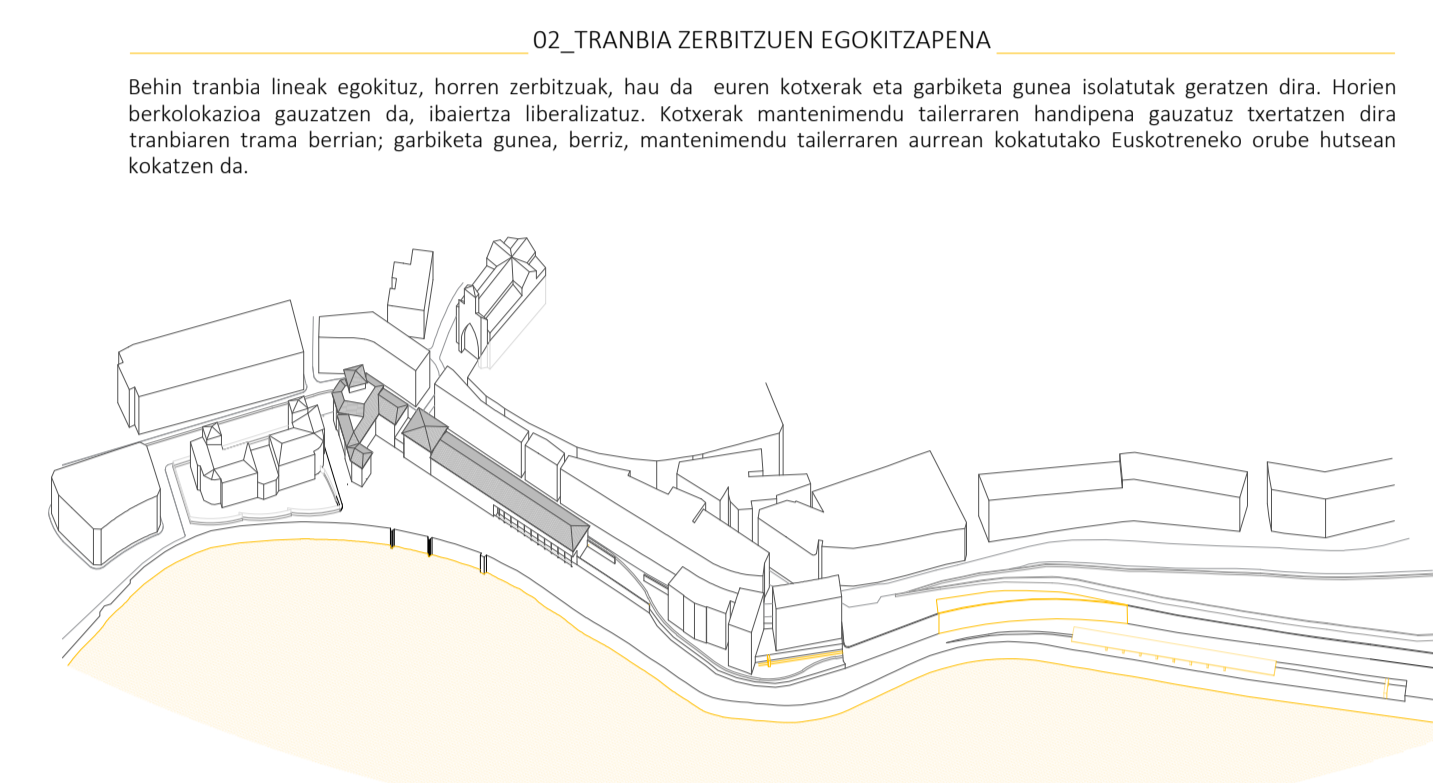 02_TRANBIA ZERBITZUEN EGOKITZAPENA
Behin tranbia lineak egokituz, horren zerbitzuak, hau da euren kotxerak eta garbiketa gunea isolatutak geratzen dira. Horien
berkolokazioa gauzatzen da, ibaiertza liberalizatuz. Kotxerak mantenimendu tailerraren handipena gauzatuz txertatzen dira
tranbiaren trama berrian; garbiketa gunea, berriz, mantenimendu tailerraren aurrean kokatutako Euskotreneko orube hutsean
kokatzen da.